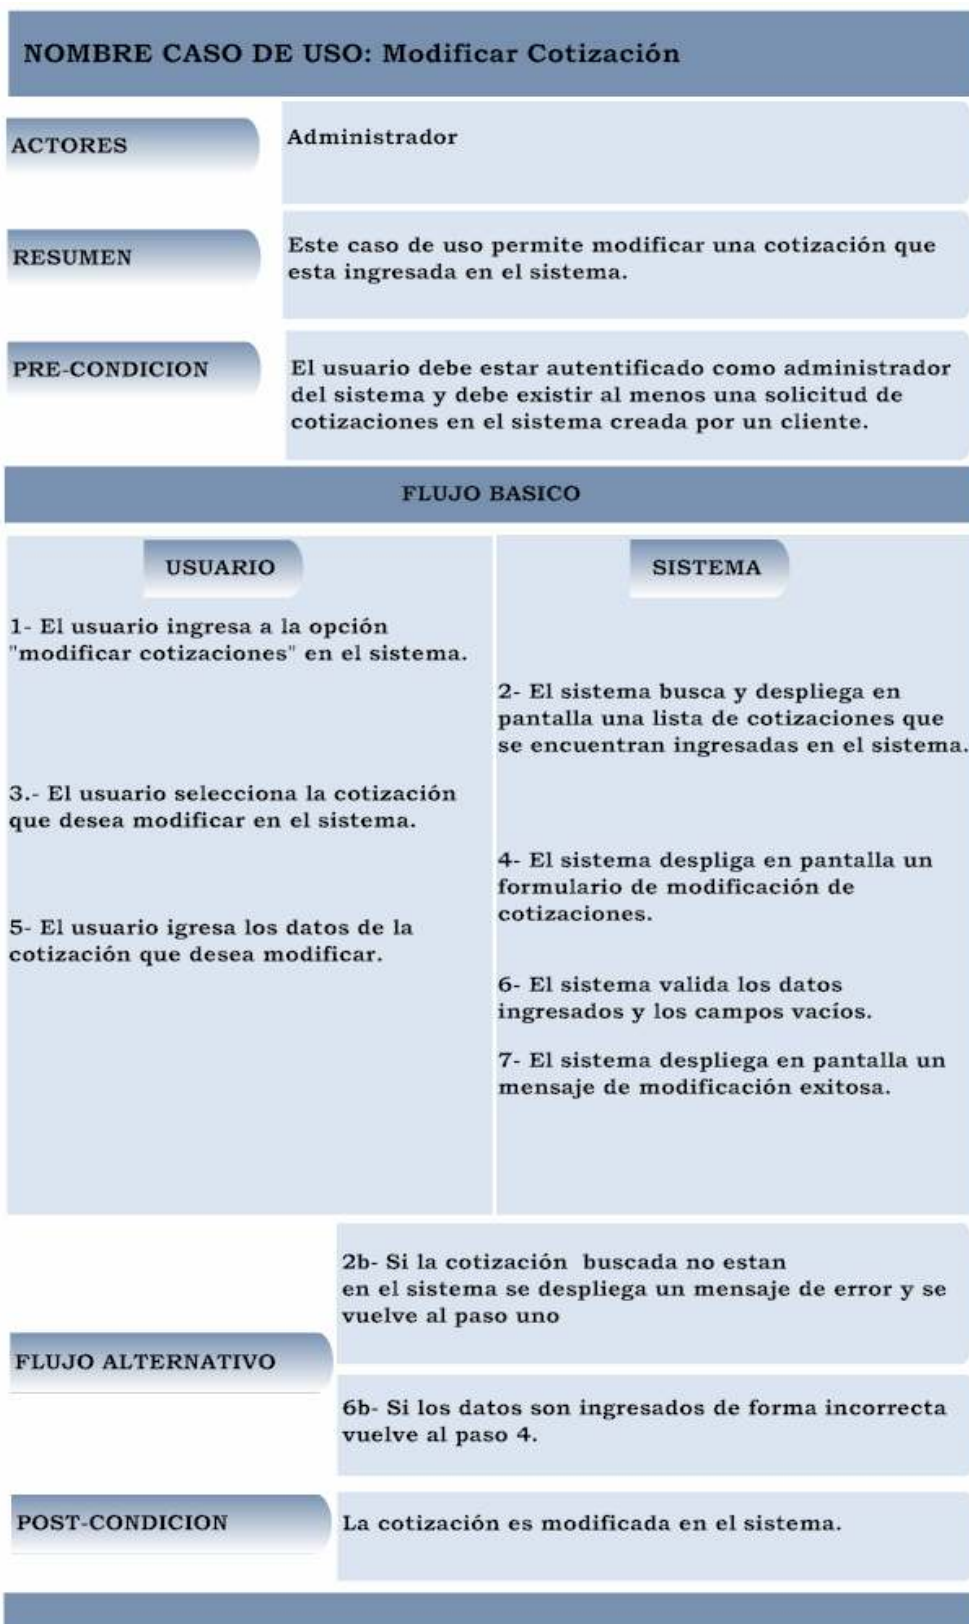 NOMBRE CASO DE USO: Modificar Cotización
ACTORES
Administrador
RESUMEN
Este caso de uso permite modificar una cotización que
esta ingresada en el sistema.
PRE-CONDICION
El usuario debe estar autentificado como administrador
del sistema y debe existir al menos una solicitud de
cotizaciones en el sistema creada por un cliente.
FLUJO BASICO
USUARIO
SISTEMA
1- El usuario ingresa a la opción
"modificar cotizaciones" en el sistema.
2- El sistema busca y despliega en
pantalla una lista de cotizaciones que
se encuentran ingresadas en el sistema.
3.- El usuario selecciona la cotización
que desea modificar en el sistema.
4- El sistema despliga en pantalla un
formulario de modificación de
cotizaciones.
5- El usuario igresa los datos de la
cotización que desea modificar.
6- El sistema valida los datos
ingresados y los campos vacíos.
7- El sistema despliega en pantalla un
mensaje de modificación exitosa.
FLUJO ALTERNATIVO
2b- Si la cotización buscada no estan
en el sistema se despliega un mensaje de error y se
vuelve al paso uno
6b- Si los datos son ingresados de forma incorrecta
vuelve al paso 4.
POST-CONDICION
La cotización es modificada en el sistema.